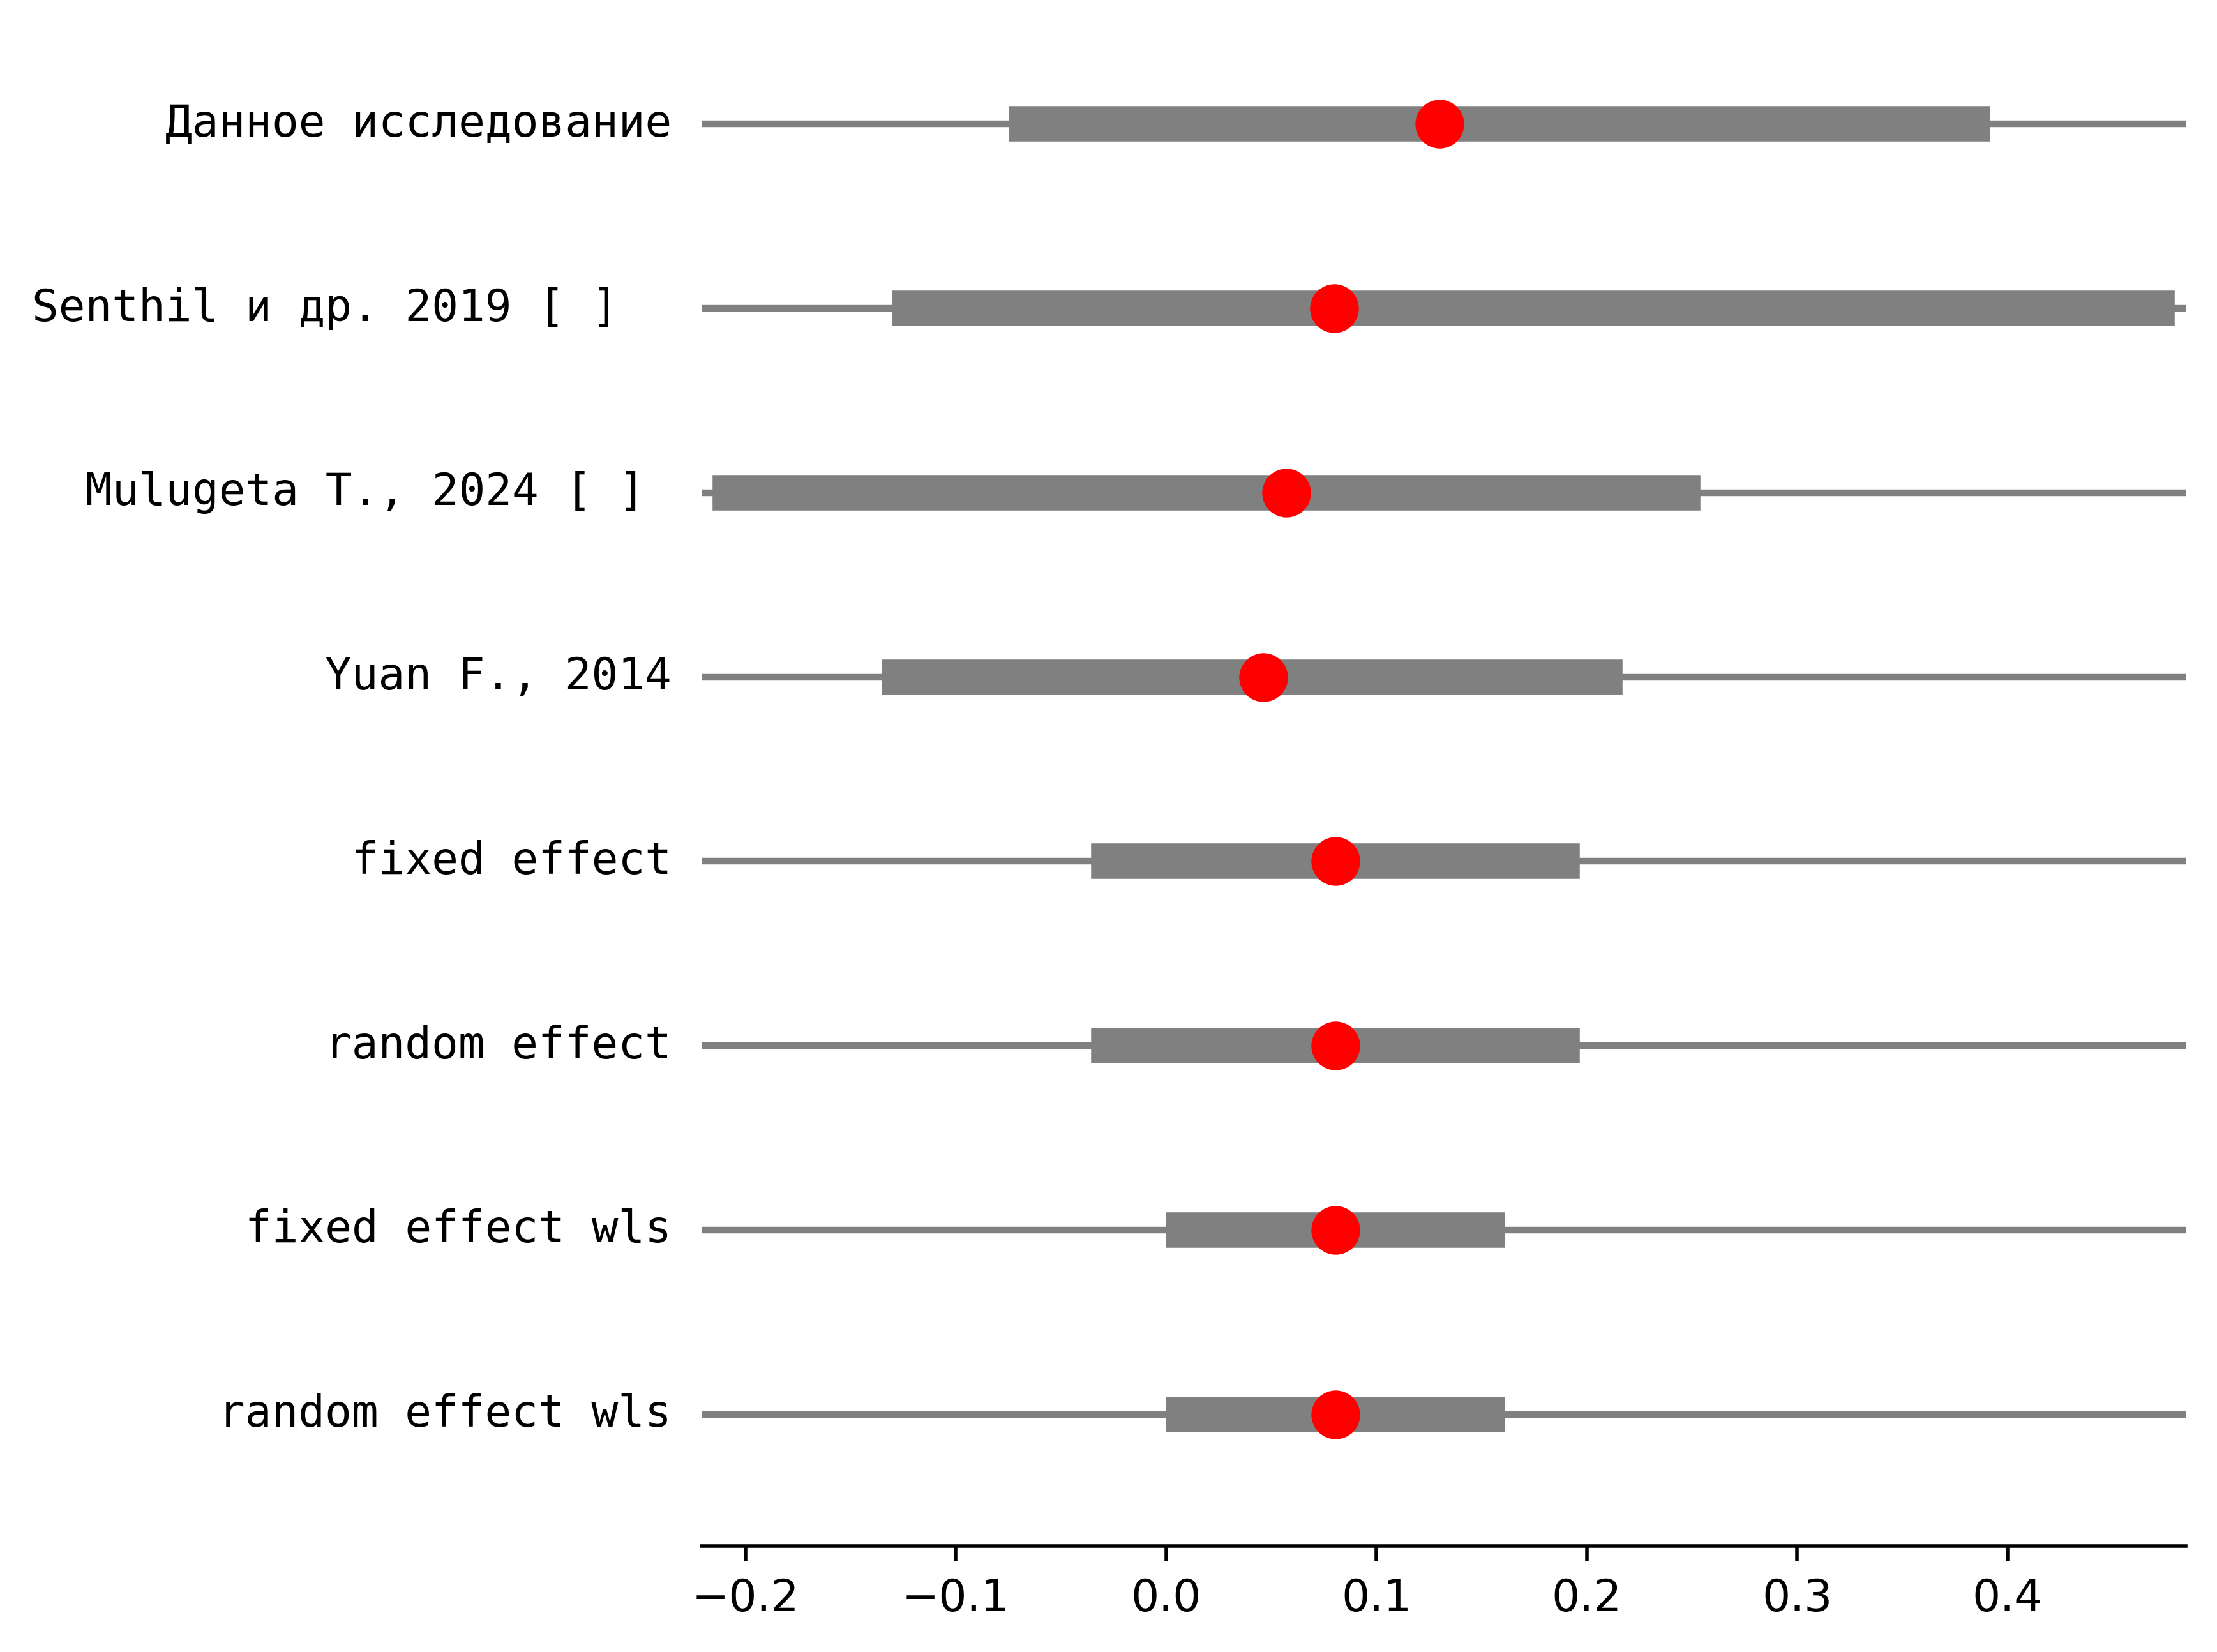 Данное исследование
Senthil и др. 2019 [ ]
Mulugeta T., 2024 [ ]
Yuan F., 2014
fixed effect
random effect
fixed effect wls
random effect wls
−0.2 −0.1 0.0 0.1 0.2 0.3 0.4